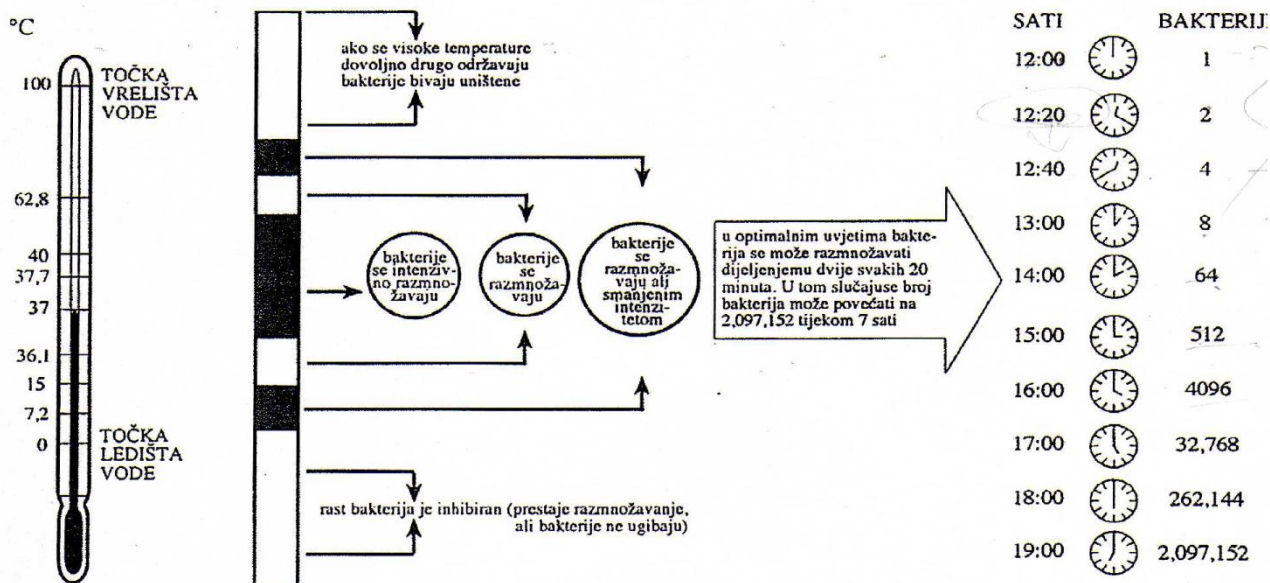 °C
100
62,8
40
37,7
37
36,1
15
7,2
0
TOČKA
VRELIŠTA
VODE
TOČKA
LEDIŠTA
VODE
ako se visoke temperature
dovoljno drugo održavaju
bakterije bivaju uništene
bakterije
se intenziv-
no razmno-
žavaju
bakterije
se
razmnoža-
vaju
bakterije
se
razmnoža-
vaju ali
smanjenim
intenzi-
tetom
rast bakterija je inhibiran (prestaje razmnožavanje,
ali bakterije ne ugibaju)
u optimalnim uvjetima bakte-
rija se može razmnožavati
dijeljenjemu dvije svakih 20
minuta. U tom slučajuse broj
bakterija može povećati na
2,097,152 tijekom 7 sati
SATI BAKTERIJ
12:00 1
12:20 2
12:40 4
13:00 8
14:00 64
15:00 512
16:00 4096
17:00 32,768
18:00 262,144
19:00 2,097,152